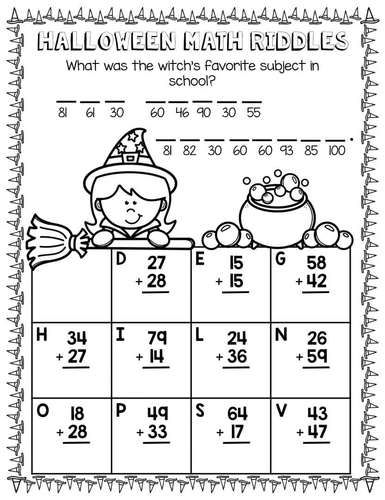 HALLOWEEN MATH RIDDLES
What was the witch's favorite subject in
school?
81 61 30 60 46 90 30 55
81 82 30 60 60 93 85 100 .
D 27 E 15 G 58
+ 28 + 15 + 42
H 34 I 79 L 24 N 26
+ 27 + 14 + 36 + 59
O 18 P 49 S 64 V 43
+ 28 + 33 + 17 + 47